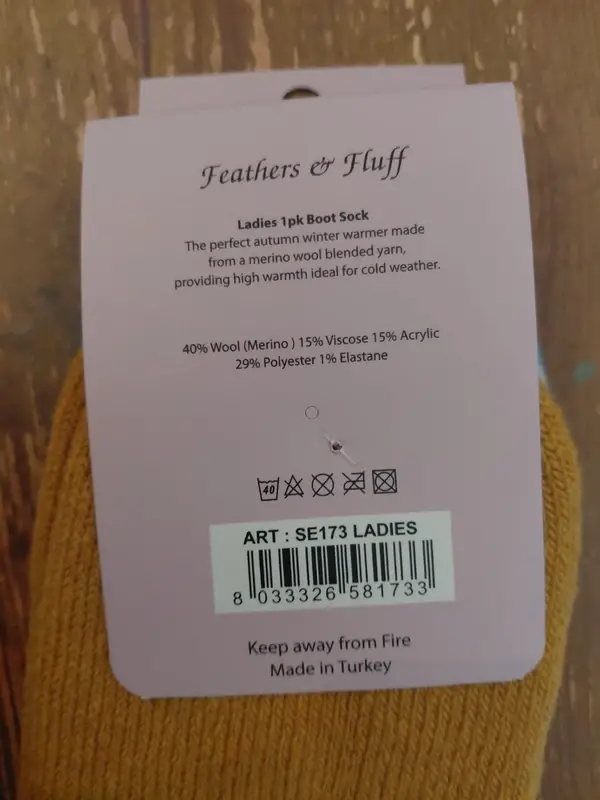 Feathers & Fluff
Ladies 1pk Boot Sock
The perfect autumn winter warmer made
from a merino wool blended yarn,
providing high warmth ideal for cold weather.
40% Wool (Merino ) 15% Viscose 15% Acrylic
29% Polyester 1% Elastane
40
ART : SE173 LADIES
8 033326 581733
Keep away from Fire
Made in Turkey